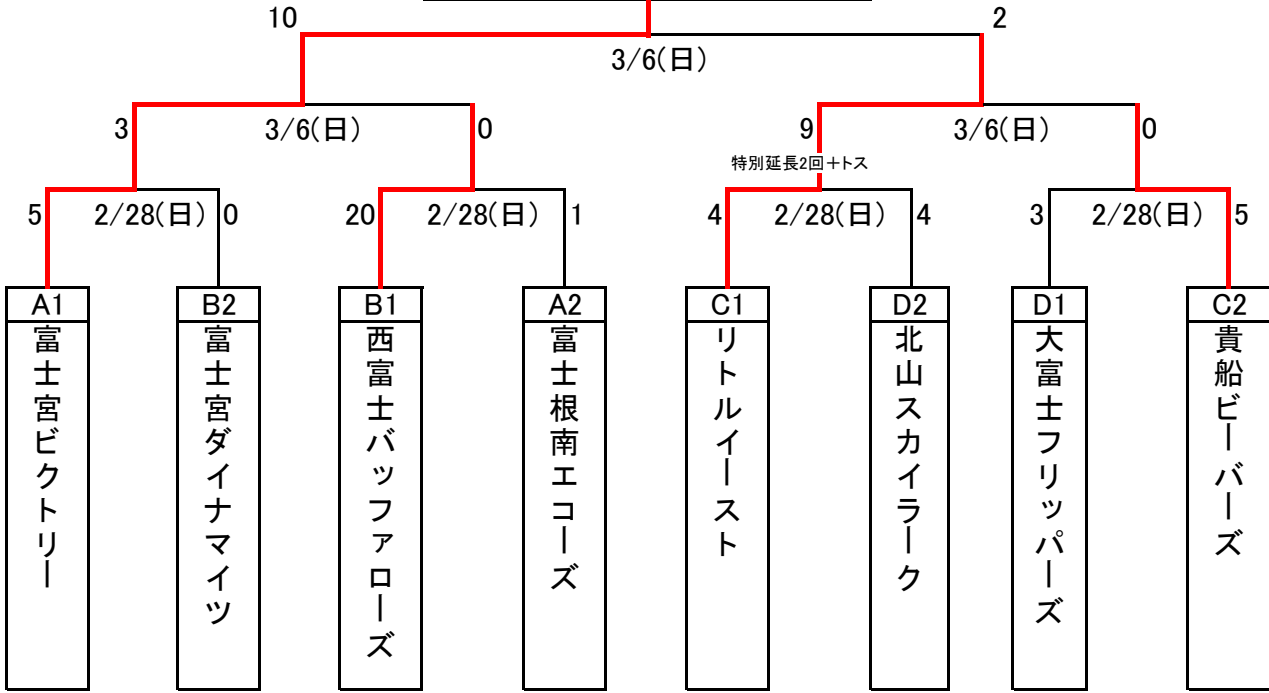 10 2
3/6(日)
3 3/6(日) 0 9 3/6(日) 0
特別延長2回+トス
5 2/28(日) 0 20 2/28(日) 1 4 2/28(日) 4 3 2/28(日) 5
A1 B2 B1 A2 C1 D2 D1 C2
富士宮ビクトリー
富士宮ダイナマイツ
西富士バッファローズ
富士根南エコーズ
リトルイースト
北山スカイラーク
大富士フリッパーズ
貴船ビーバーズ